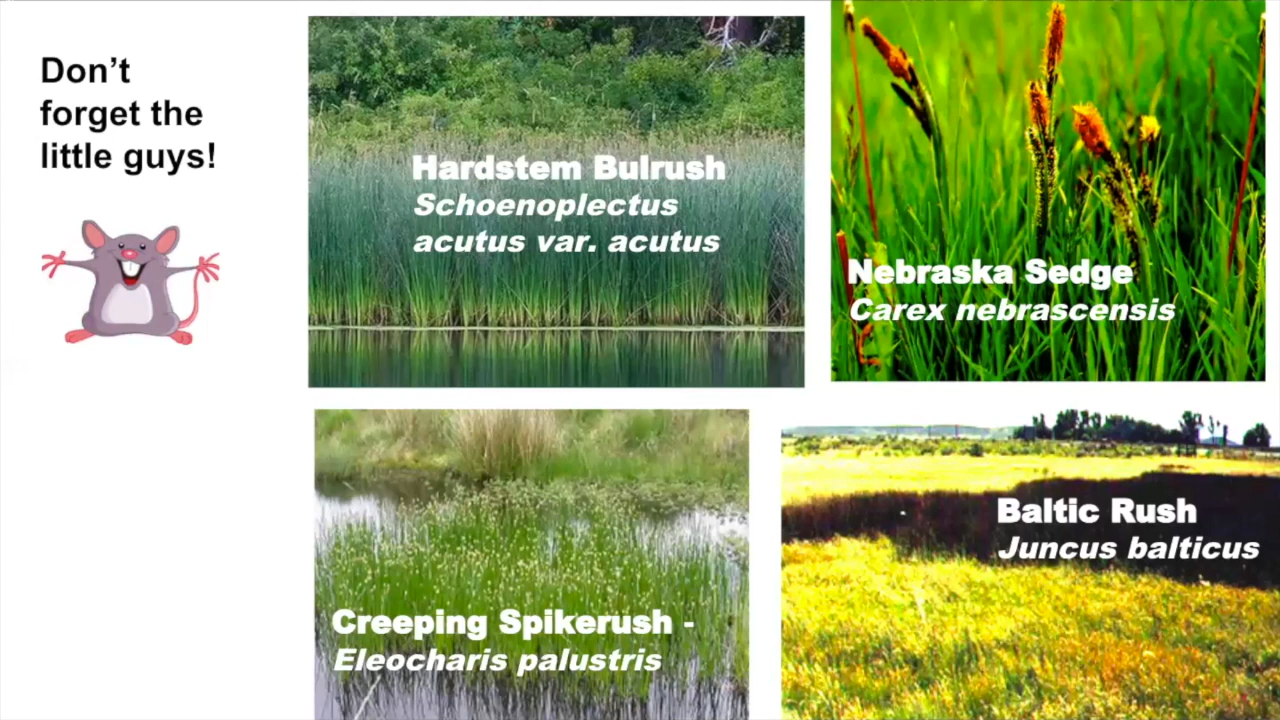 Don’t
forget the
little guys!
Hardstem Bulrush
Schoenoplectus
acutus var. acutus
Nebraska Sedge
Carex nebrascensis
Creeping Spikerush -
Eleocharis palustris
Baltic Rush
Juncus balticus